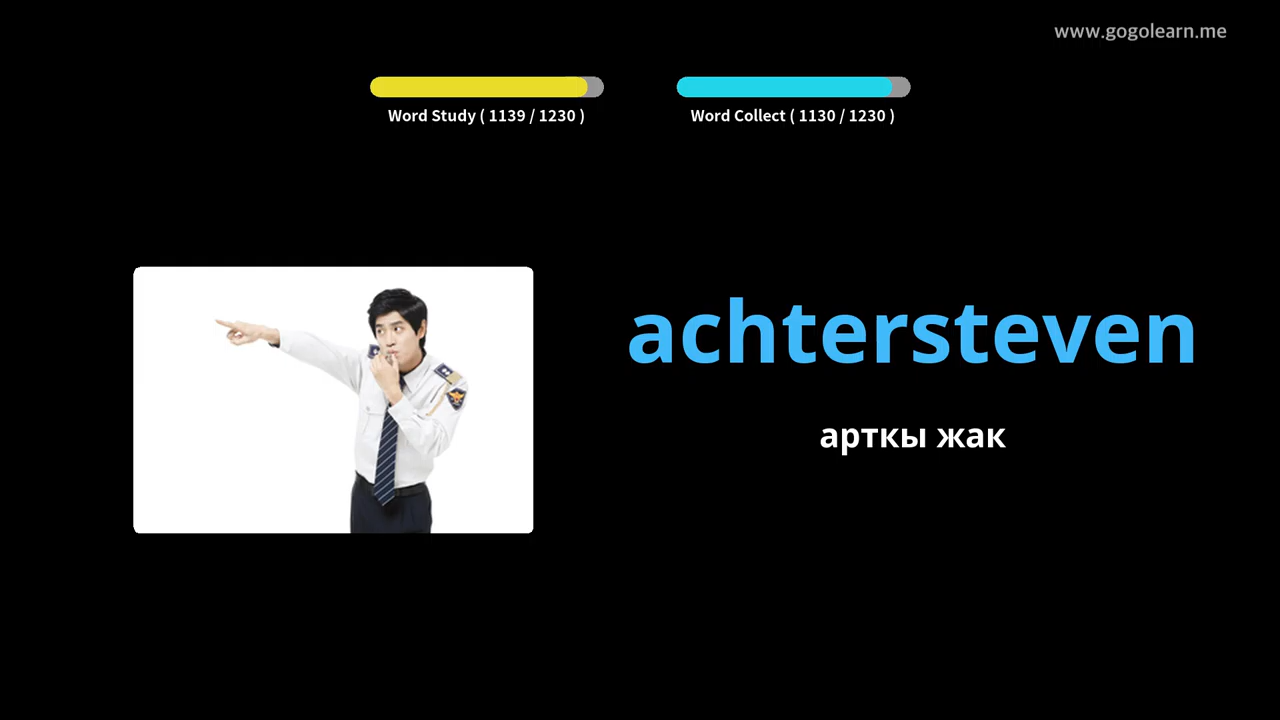 www.gogolearn.me
Word Study ( 1139 / 1230 )
Word Collect ( 1130 / 1230 )
achtersteven
арткы жак